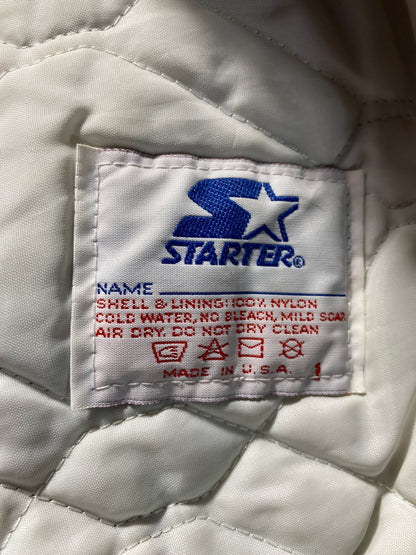 STARTER®
NAME
SHELL & LINING: 100% NYLON
COLD WATER, NO BLEACH, MILD SOAP
AIR DRY. DO NOT DRY CLEAN
MADE IN U.S.A. 1